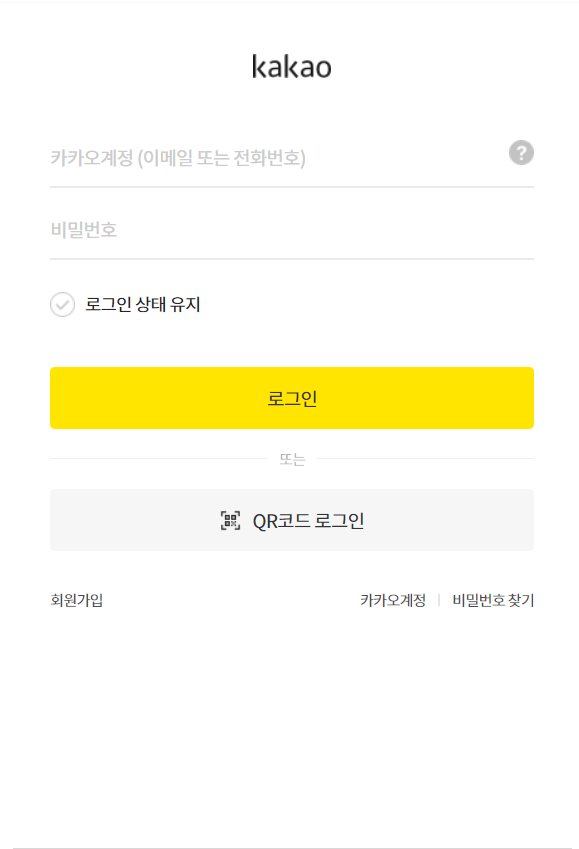 kakao
카카오계정 (이메일 또는 전화번호)
?
비밀번호
로그인 상태 유지
로그인
또는
QR코드 로그인
회원가입 카카오계정 | 비밀번호 찾기